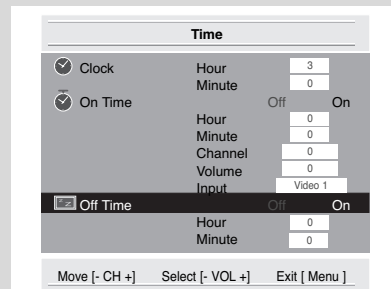 Time
Clock Hour 3
Minute 0
On Time Off On
Hour 0
Minute 0
Channel 0
Volume 0
Input Video 1
Off Time Off On
Hour 0
Minute 0
Move [- CH +] Select [- VOL +] Exit [ Menu ]